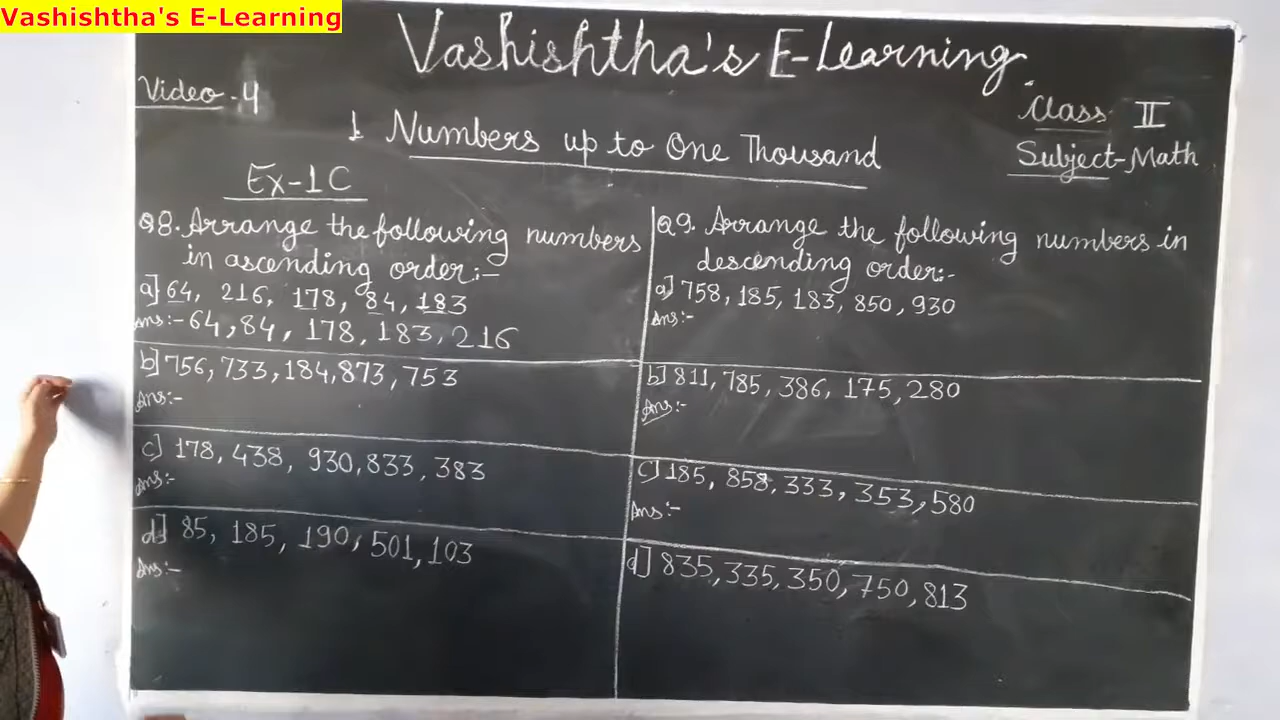 Vashishtha's E-Learning
Vashishtha's E-Learning
Video-4
Class II
1 Numbers up to One Thousand
Subject-Math
Ex-1C
Q8. Arrange the following numbers
in ascending order:-
a] 64, 216, 178, 84, 183
Ans:- 64, 84, 178, 183, 216
b] 756, 733, 184, 873, 753
Ans:-
c] 178, 438, 930, 833, 383
Ans:-
d] 85, 185, 190, 501, 103
Ans:-
Q9. Arrange the following numbers in
descending order:-
a] 758, 185, 183, 850, 930
Ans:-
b] 811, 785, 386, 175, 280
Ans:-
c] 185, 858, 333, 353, 580
Ans:-
d] 835, 335, 350, 750, 813